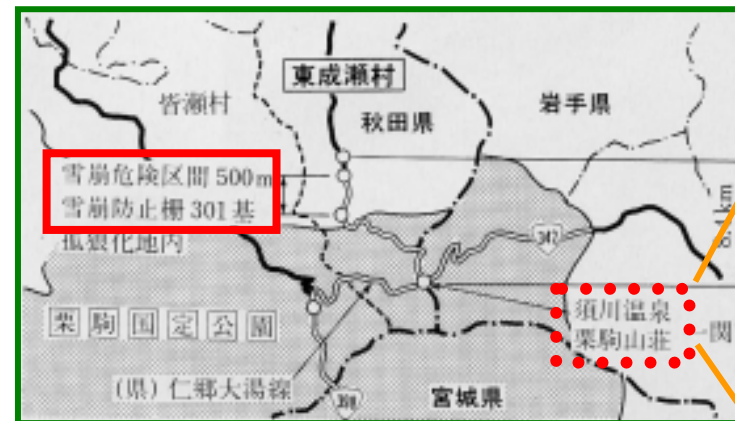 東成瀬村
皆瀬村
秋田県
岩手県
雪崩危険区間 500m
雪崩防止柵 301基
拡獏化地内
342
8.4km
須川温泉
栗駒山荘
一関
栗駒国定公園
(県)仁郷大湯線
398
宮城県